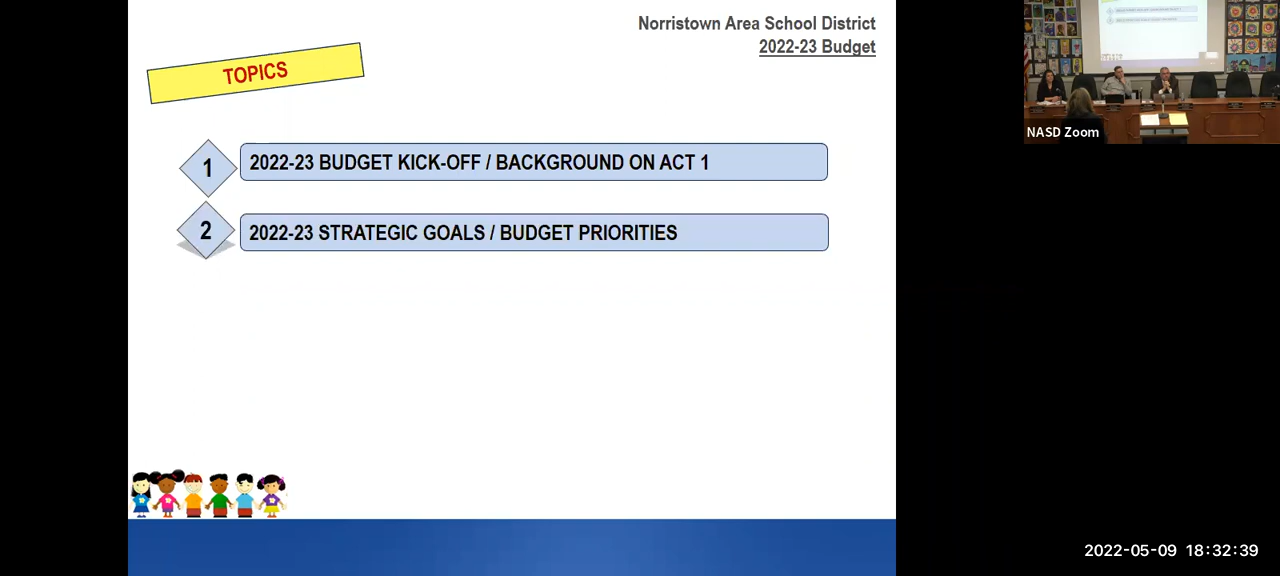 Norristown Area School District
2022-23 Budget
TOPICS
1
2022-23 BUDGET KICK-OFF / BACKGROUND ON ACT 1
2
2022-23 STRATEGIC GOALS / BUDGET PRIORITIES
NASD Zoom
2022-05-09 18:32:39